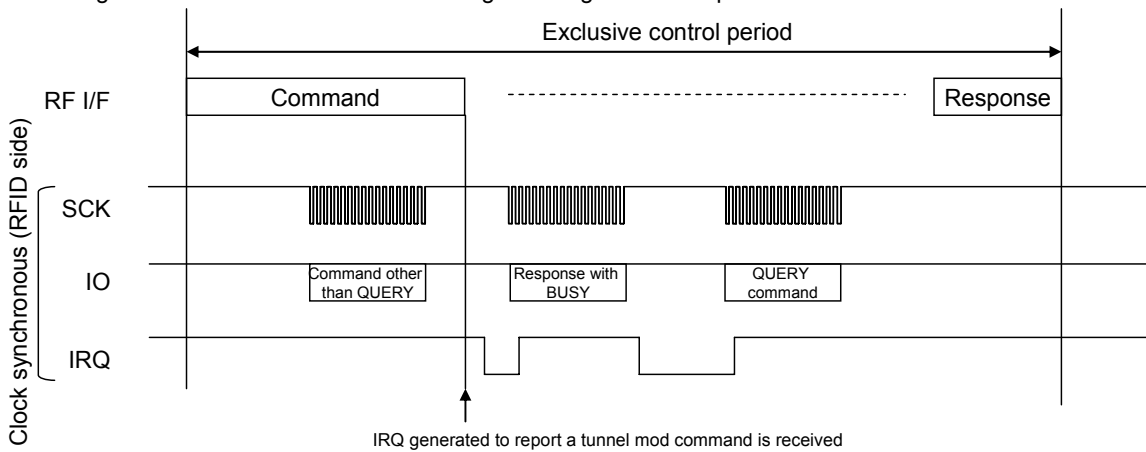 Exclusive control period
RF I/F
Command
Response
Clock synchronous (RFID side)
SCK
IO
Command other
than QUERY
Response with
BUSY
QUERY
command
IRQ
IRQ generated to report a tunnel mod command is received